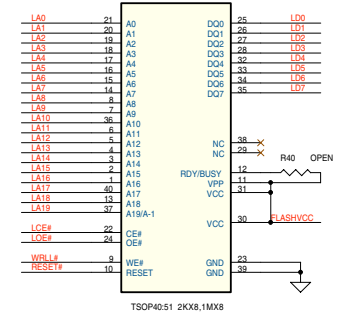 LA0 21 A0 DQ0 25 LD0
LA1 20 A1 DQ1 26 LD1
LA2 19 A2 DQ2 27 LD2
LA3 18 A3 DQ3 28 LD3
LA4 17 A4 DQ4 32 LD4
LA5 16 A5 DQ5 33 LD5
LA6 15 A6 DQ6 34 LD6
LA7 14 A7 DQ7 35 LD7
LA8 8 A8
LA9 7 A9
LA10 36 A10
LA11 6 A11
LA12 5 A12 NC 38
LA13 4 A13 NC 29
LA14 3 A14 R40 OPEN
LA15 2 A15 RDY/BUSY 12
LA16 1 A16 VPP 11
LA17 40 A17 VCC 31
LA18 13 A18
LA19 37 A19/A-1
VCC 30 FLASHVCC
LCE# 22 CE#
LOE# 24 OE#
WRLL# 9 WE# GND 23
RESET# 10 RESET GND 39
TSOP40:51 2KX8,1MX8